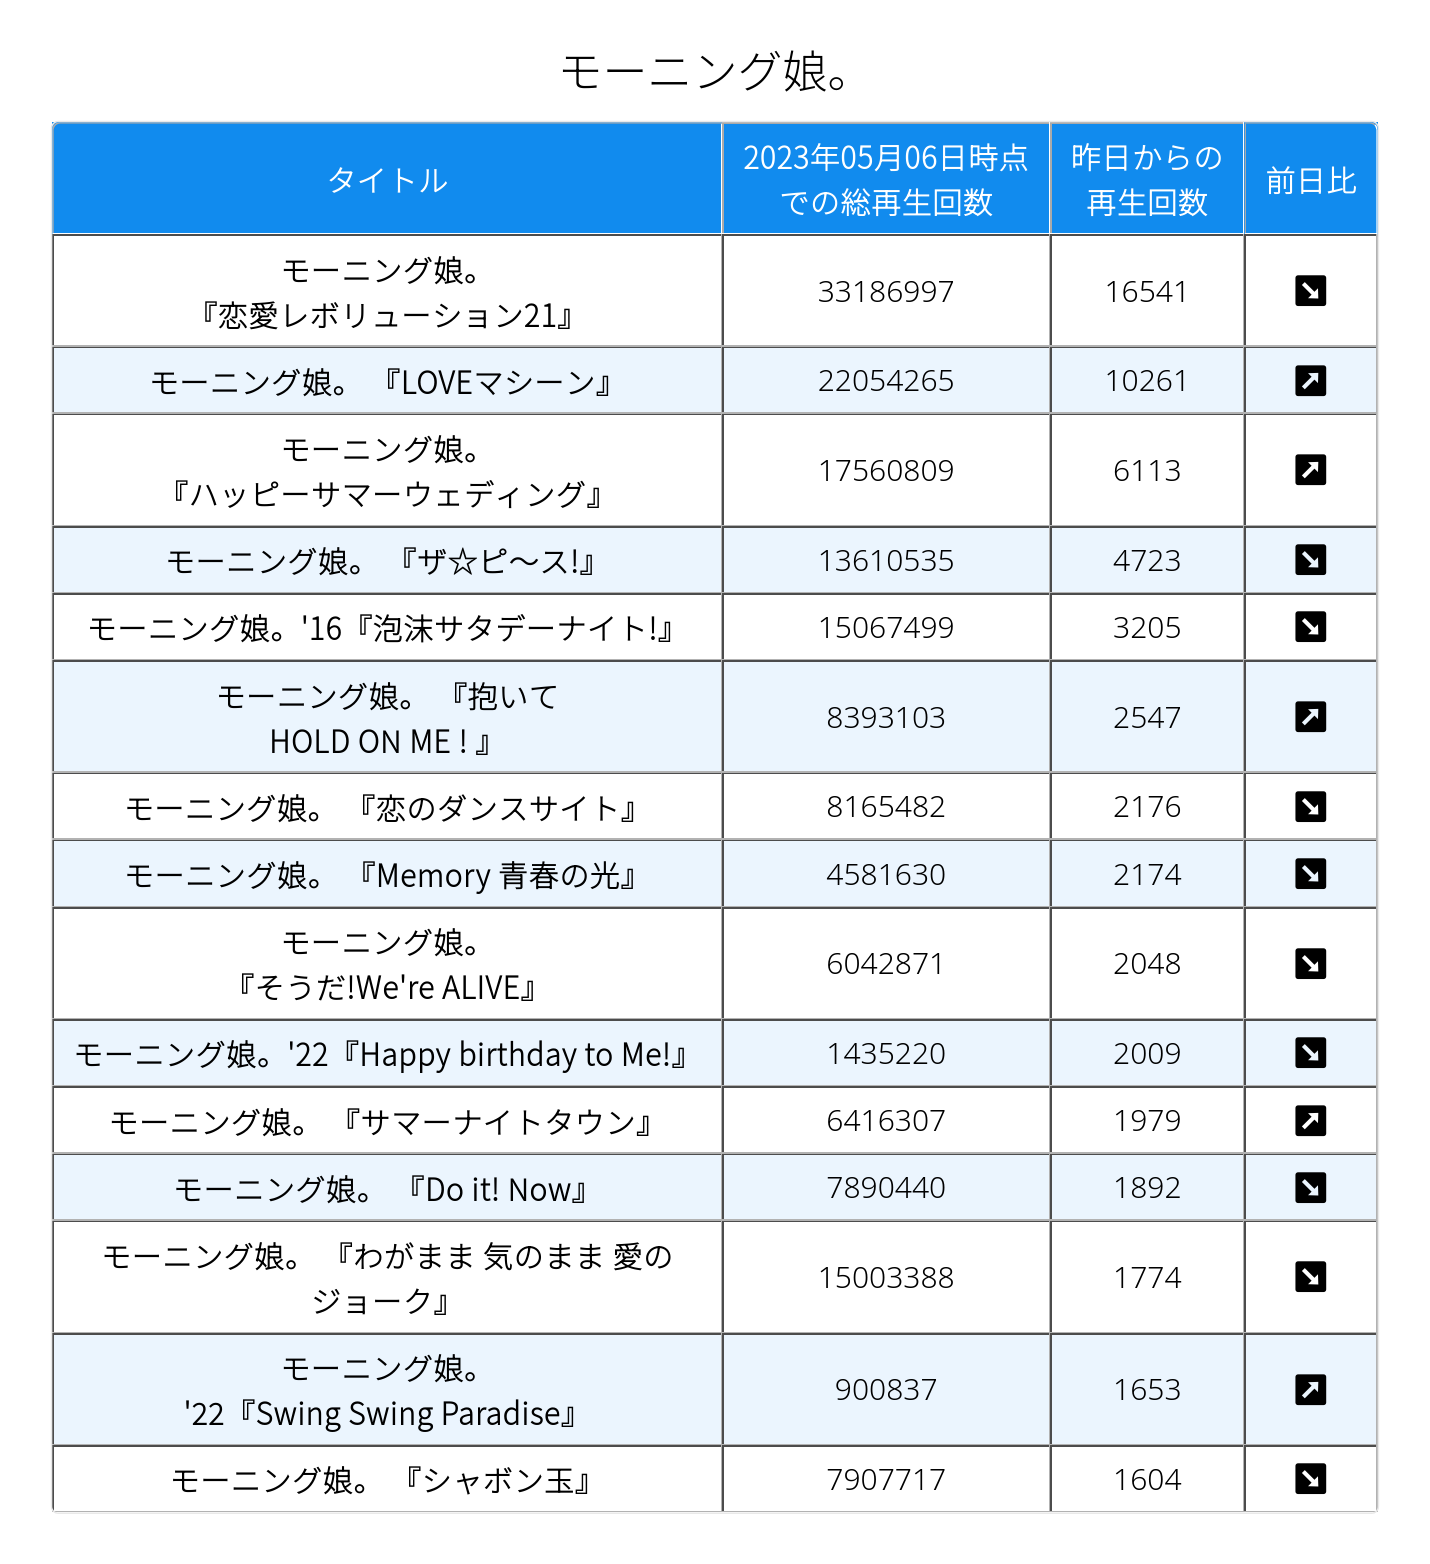 モーニング娘。
タイトル
2023年05月06日時点
での総再生回数
昨日からの
再生回数
前日比
モーニング娘。
『恋愛レボリューション21』
33186997
16541
モーニング娘。 『LOVEマシーン』
22054265
10261
モーニング娘。
『ハッピーサマーウェディング』
17560809
6113
モーニング娘。 『ザ☆ピ〜ス!』
13610535
4723
モーニング娘。'16『泡沫サタデーナイト!』
15067499
3205
モーニング娘。 『抱いて
HOLD ON ME ! 』
8393103
2547
モーニング娘。 『恋のダンスサイト』
8165482
2176
モーニング娘。 『Memory 青春の光』
4581630
2174
モーニング娘。
『そうだ!We're ALIVE』
6042871
2048
モーニング娘。'22『Happy birthday to Me!』
1435220
2009
モーニング娘。 『サマーナイトタウン』
6416307
1979
モーニング娘。 『Do it! Now』
7890440
1892
モーニング娘。 『わがまま 気のまま 愛の
ジョーク』
15003388
1774
モーニング娘。
'22『Swing Swing Paradise』
900837
1653
モーニング娘。 『シャボン玉』
7907717
1604